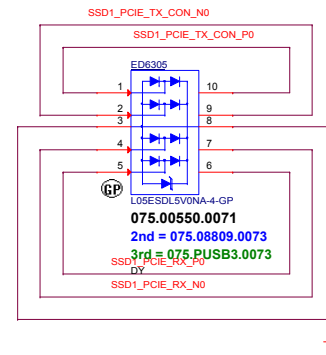 SSD1_PCIE_TX_CON_N0
SSD1_PCIE_TX_CON_P0
ED6305
1 10
2 9
3 8
4 7
5 6
GP
L05ESDL5V0NA-4-GP
075.00550.0071
2nd = 075.08809.0073
3rd = 075.PUSB3.0073
SSD1_PCIE_RX_P0
DY
SSD1_PCIE_RX_N0